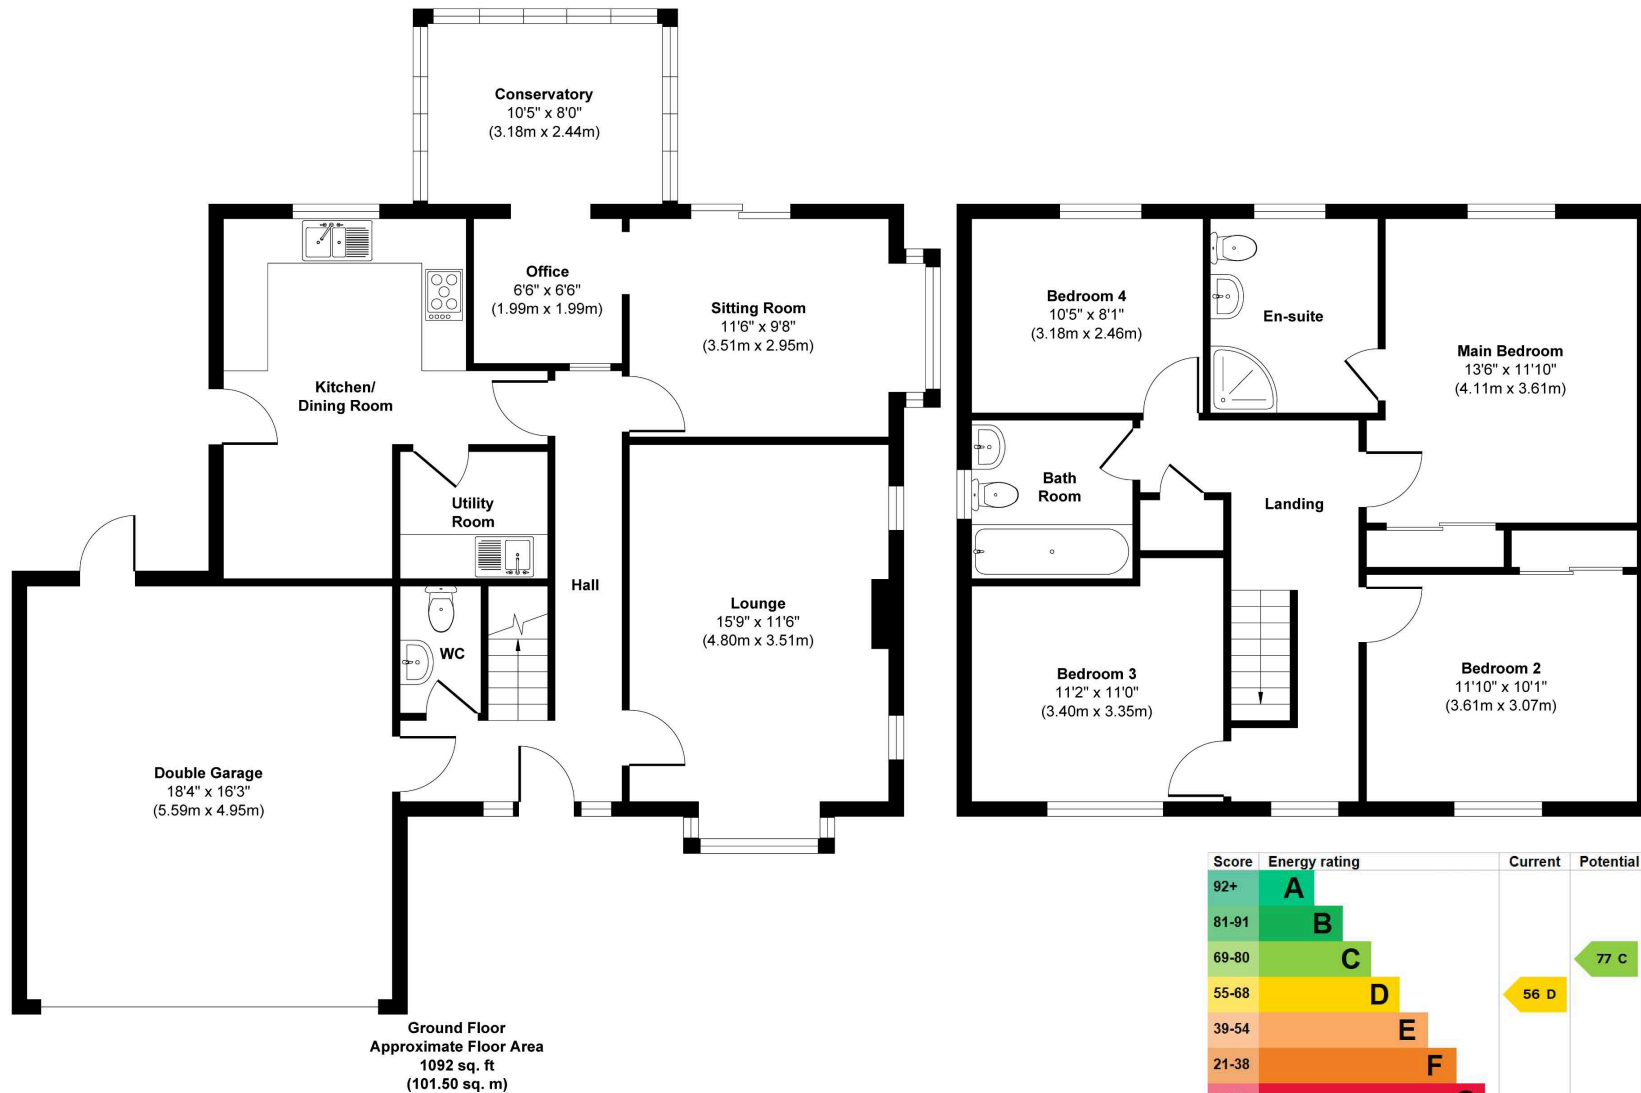 Conservatory
10'5" x 8'0"
(3.18m x 2.44m)
Office
6'6" x 6'6"
(1.99m x 1.99m)
Sitting Room
11'6" x 9'8"
(3.51m x 2.95m)
Kitchen/
Dining Room
Utility
Room
Hall
Lounge
15'9" x 11'6"
(4.80m x 3.51m)
WC
Double Garage
18'4" x 16'3"
(5.59m x 4.95m)
Ground Floor
Approximate Floor Area
1092 sq. ft
(101.50 sq. m)
Bedroom 4
10'5" x 8'1"
(3.18m x 2.46m)
En-suite
Main Bedroom
13'6" x 11'10"
(4.11m x 3.61m)
Bath
Room
Landing
Bedroom 3
11'2" x 11'0"
(3.40m x 3.35m)
Bedroom 2
11'10" x 10'1"
(3.61m x 3.07m)
Score Energy rating Current Potential
92+ A
81-91 B
69-80 C 77 C
55-68 D 56 D
39-54 E
21-38 F